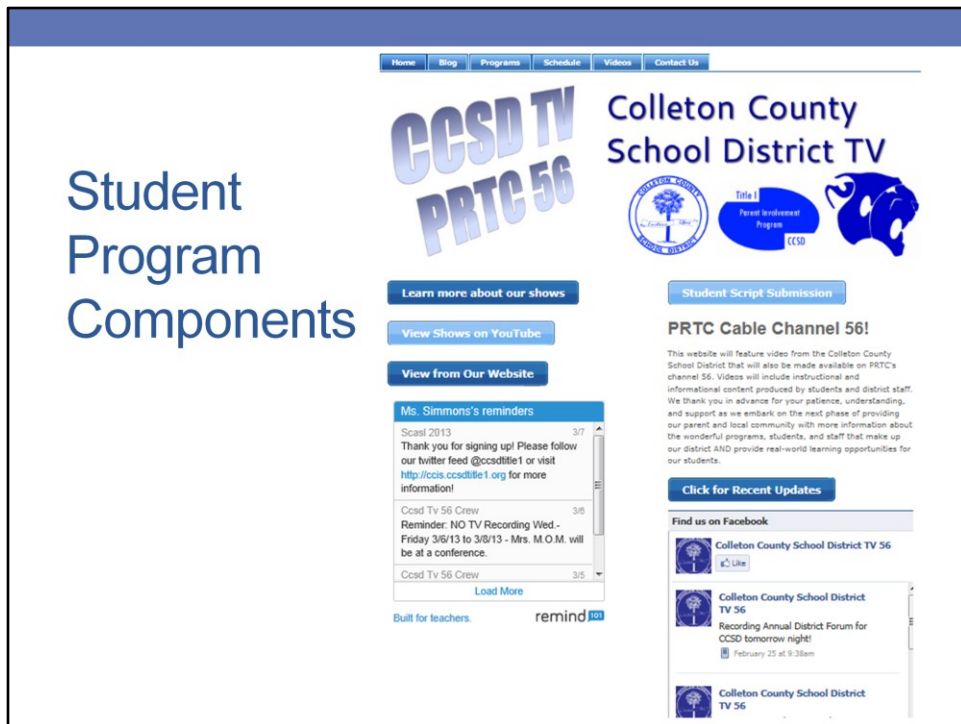 Student
Program
Components
Home Blog Programs Schedule Videos Contact Us
CCSD TV
PRTC 56
Colleton County
School District TV
COLLETON COUNTY
SCHOOL DISTRICT
Title I
Parent Involvement
Program
CCSD
Learn more about our shows
View Shows on YouTube
View from Our Website
Ms. Simmons's reminders
Scasl 2013 3/7
Thank you for signing up! Please follow
our twitter feed @ccsdtitle1 or visit
http://ccis.ccsdtitle1.org for more
information!
Ccsd Tv 56 Crew 3/6
Reminder: NO TV Recording Wed.-
Friday 3/6/13 to 3/8/13 - Mrs. M.O.M. will
be at a conference.
Ccsd Tv 56 Crew 3/5
Load More
Built for teachers. remind 101
Student Script Submission
PRTC Cable Channel 56!
This website will feature video from the Colleton County
School District that will also be made available on PRTC's
channel 56. Videos will include instructional and
informational content produced by students and district staff.
We thank you in advance for your patience, understanding,
and support as we embark on the next phase of providing
our parent and local community with more information about
the wonderful programs, students, and staff that make up
our district AND provide real-world learning opportunities for
our students.
Click for Recent Updates
Find us on Facebook
Colleton County School District TV 56
Like
Colleton County School District
TV 56
Recording Annual District Forum for
CCSD tomorrow night!
February 25 at 9:38am
Colleton County School District
TV 56